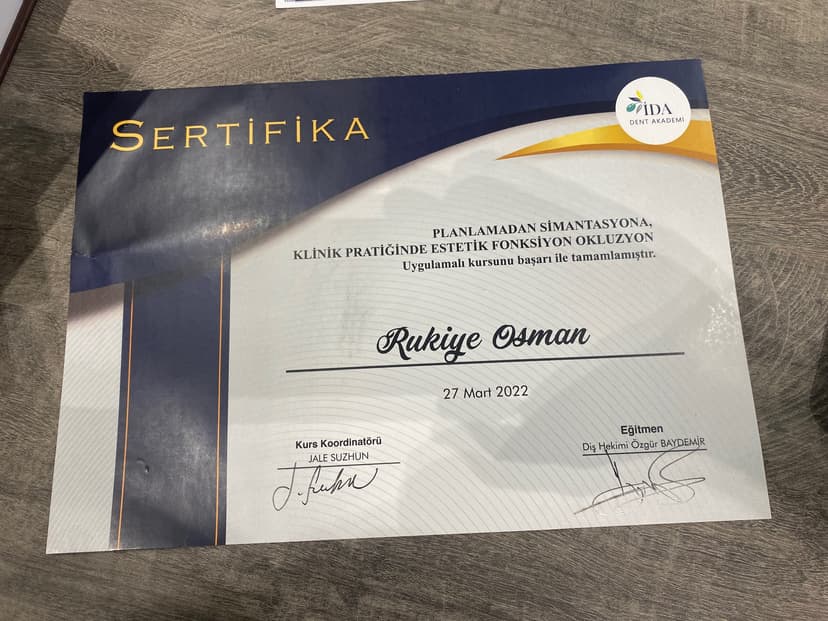 SERTİFİKA
İDA
DENT AKADEMİ
PLANLAMADAN SİMANTASYONA,
KLİNİK PRATİĞİNDE ESTETİK FONKSİYON OKLUZYON
Uygulamalı kursunu başarı ile tamamlamıştır.
Rukiye Osman
27 Mart 2022
Kurs Koordinatörü
JALE SUZHUN
Eğitmen
Diş Hekimi Özgür BAYDEMİR